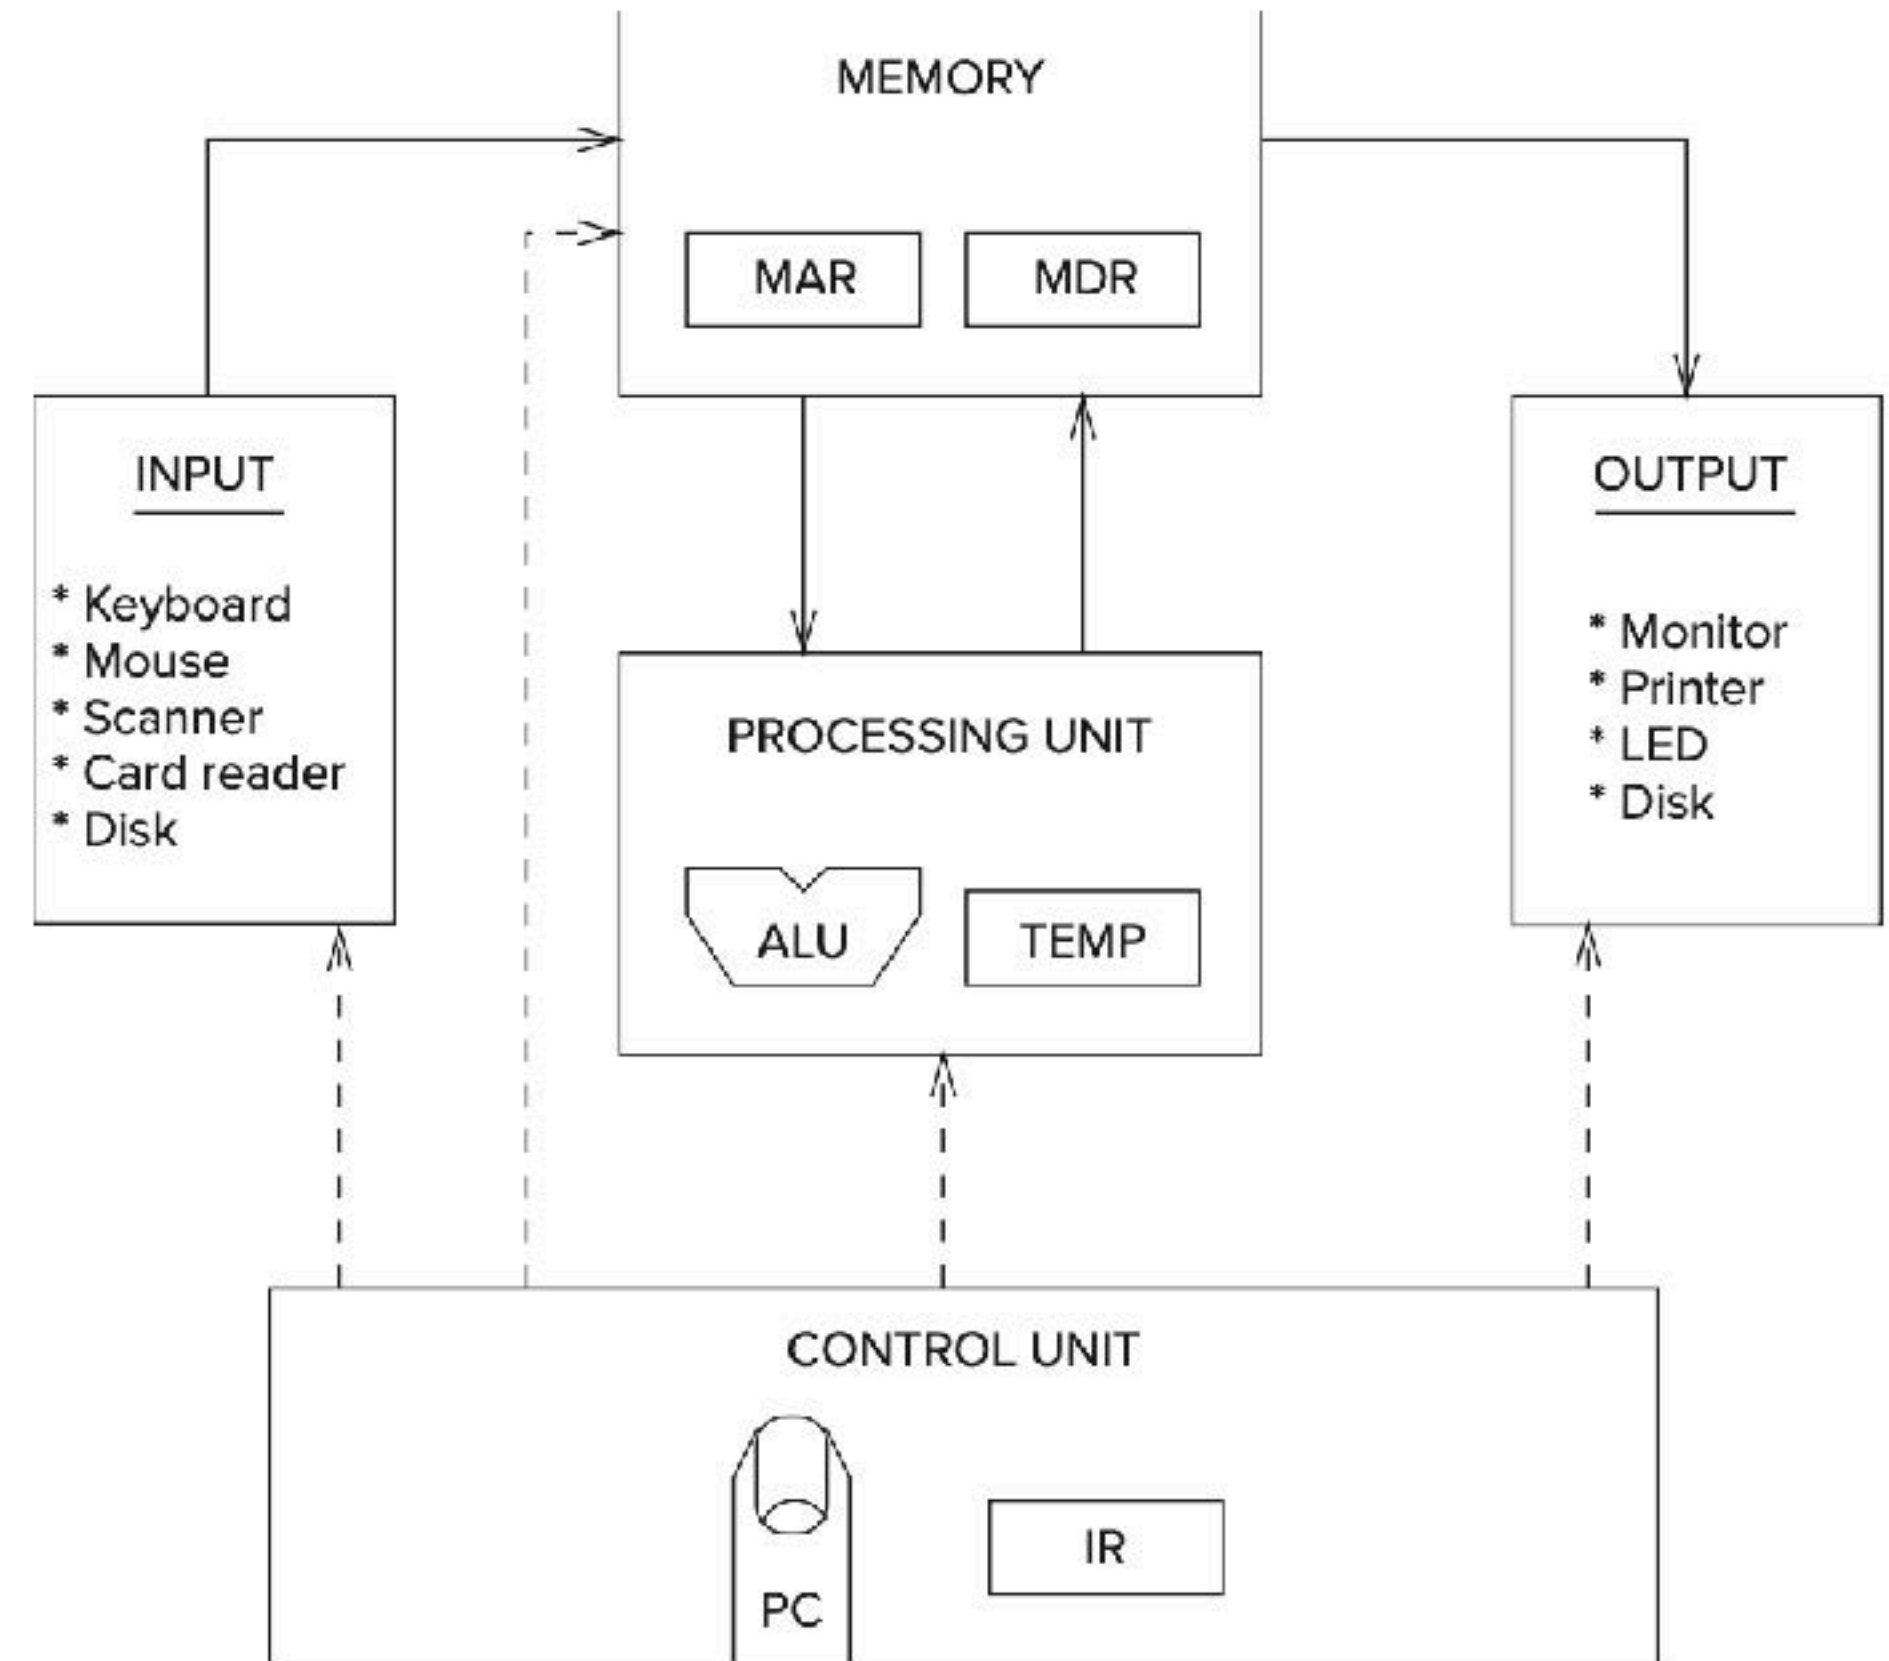 MEMORY
MAR
MDR
INPUT
* Keyboard
* Mouse
* Scanner
* Card reader
* Disk
OUTPUT
* Monitor
* Printer
* LED
* Disk
PROCESSING UNIT
ALU
TEMP
CONTROL UNIT
IR
PC